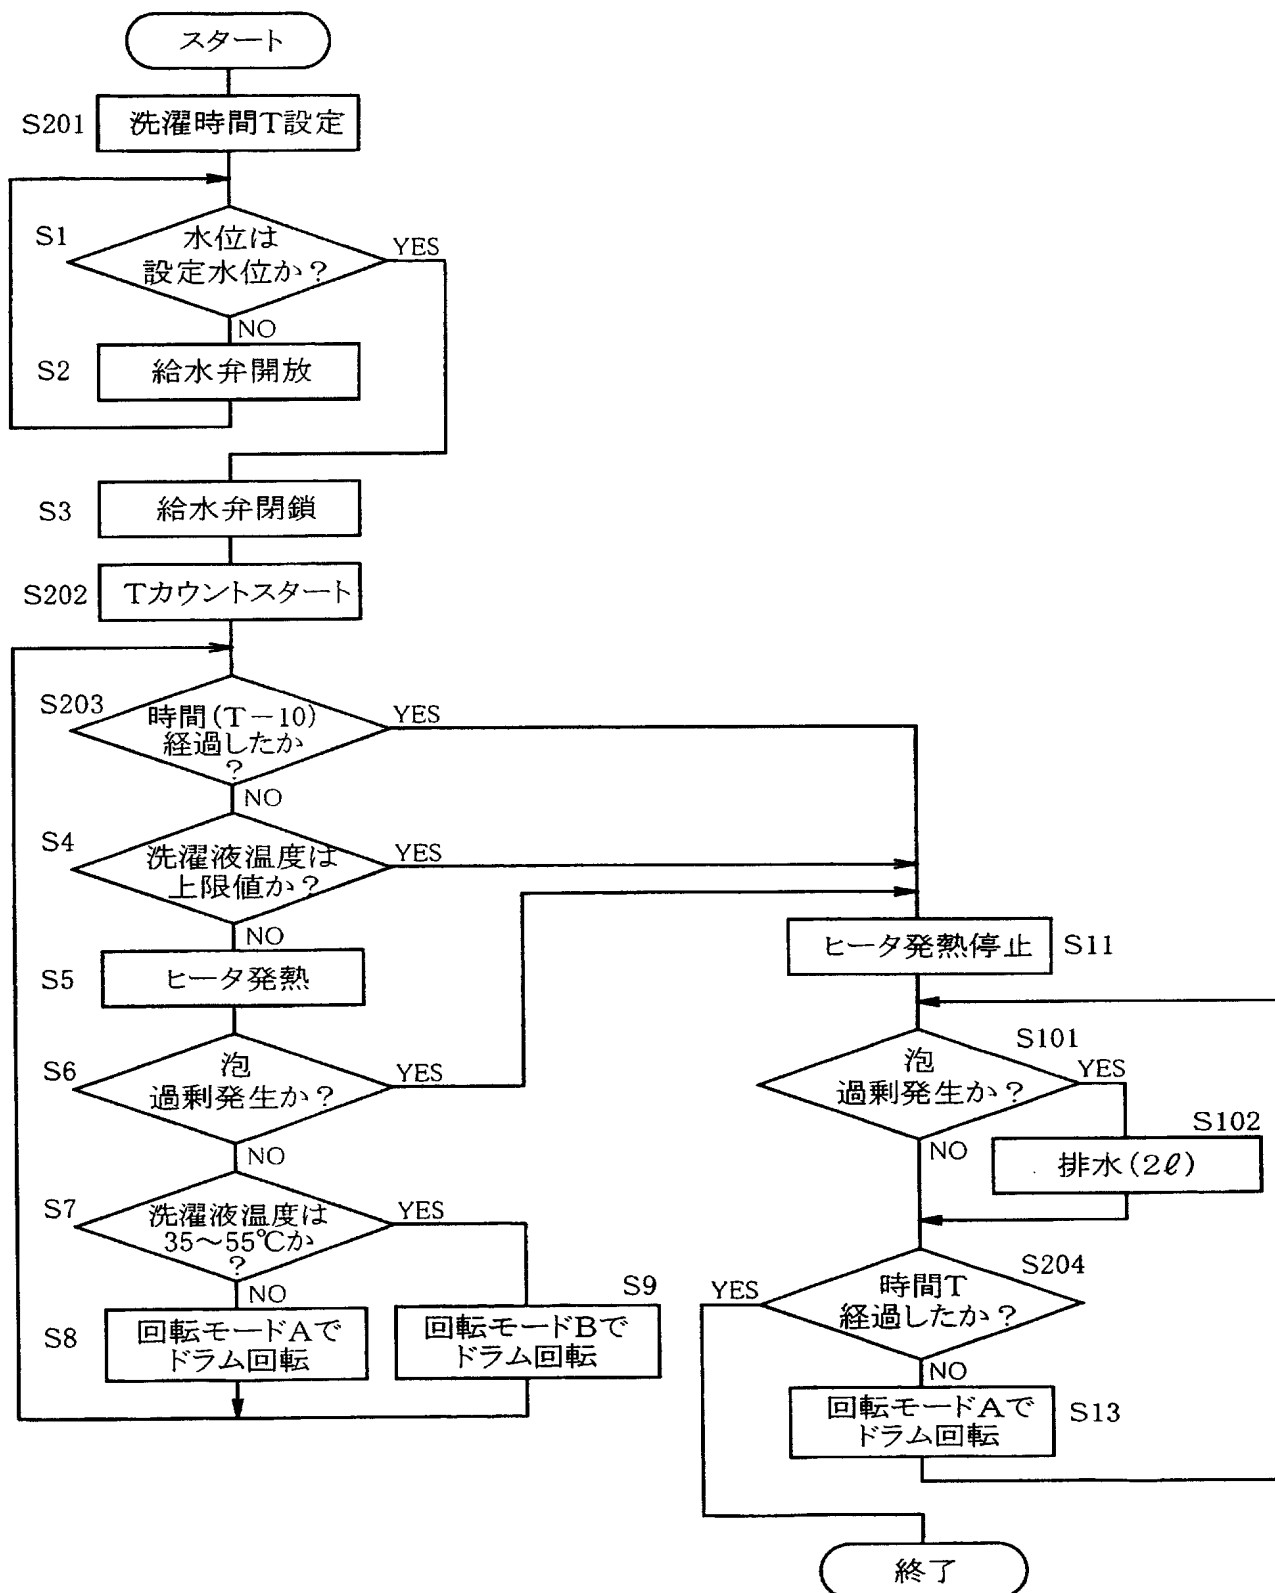 スタート
S201
洗濯時間T設定
S1
水位は
設定水位か？
YES
NO
S2
給水弁開放
S3
給水弁閉鎖
S202
Tカウントスタート
S203
時間(T－10)
経過したか
？
YES
NO
S4
洗濯液温度は
上限値か？
YES
NO
S5
ヒータ発熱
S6
泡
過剰発生か？
YES
NO
S7
洗濯液温度は
35～55℃か
？
YES
NO
S8
回転モードAで
ドラム回転
S9
回転モードBで
ドラム回転
ヒータ発熱停止
S11
S101
泡
過剰発生か？
YES
NO
S102
排水(2ℓ)
S204
時間T
経過したか？
YES
NO
回転モードAで
ドラム回転
S13
終了